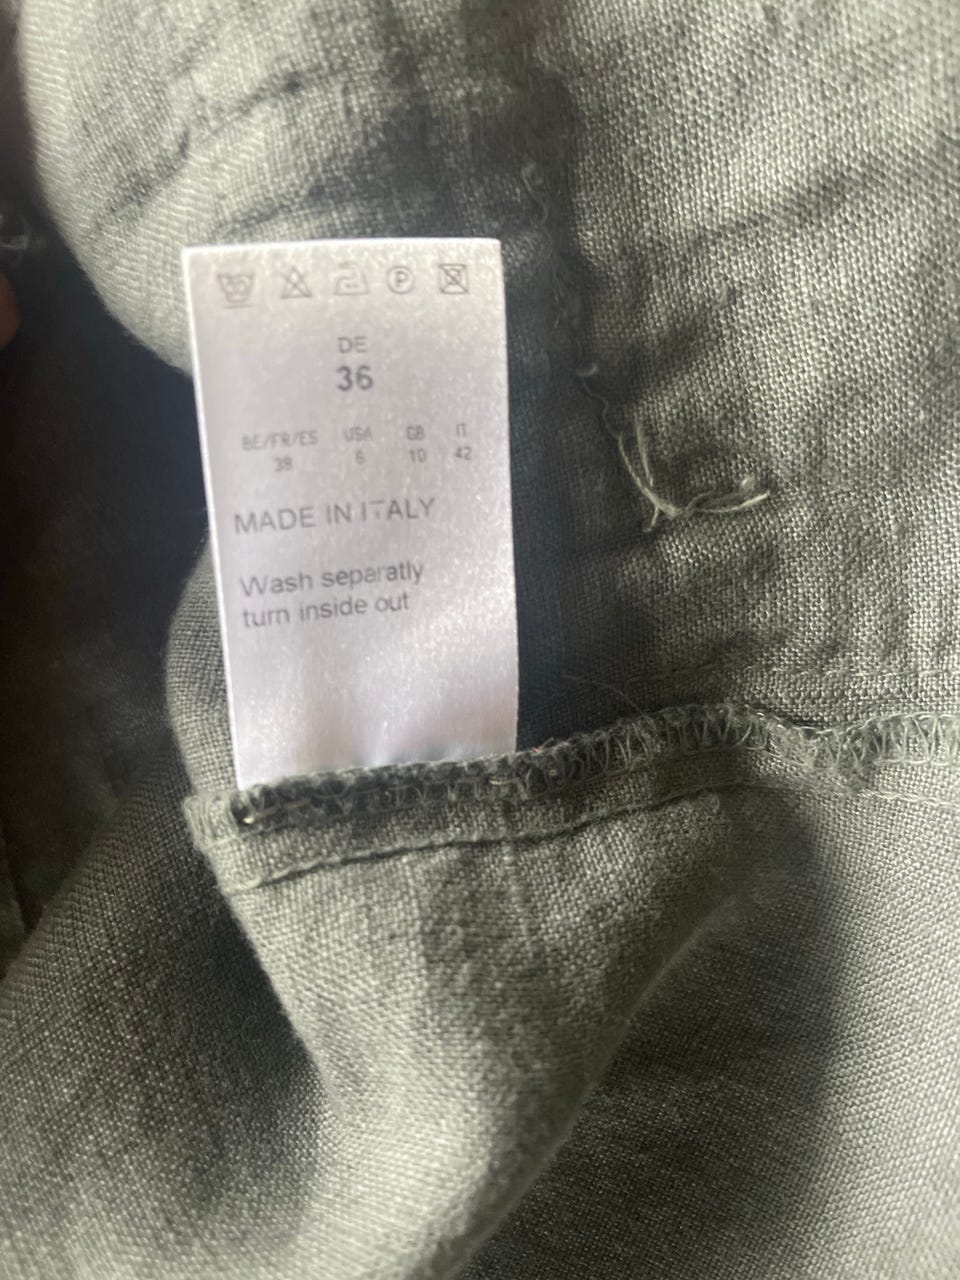 DE
36
BE/FR/ES USA GB IT
38 6 10 42
MADE IN ITALY
Wash separatly
turn inside out